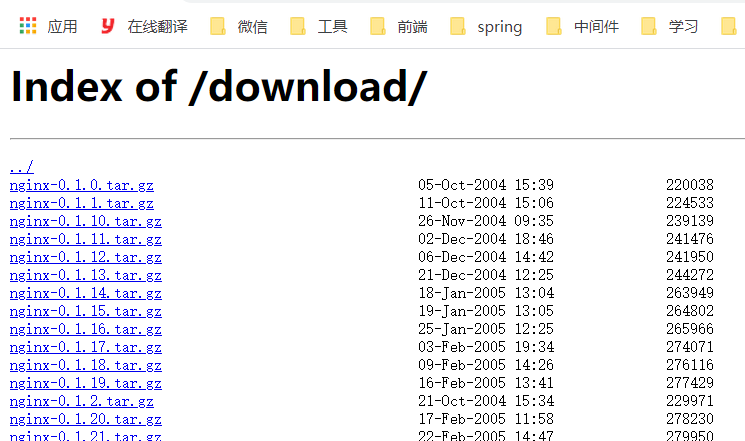 应用 在线翻译 微信 工具 前端 spring 中间件 学习
Index of /download/
../
nginx-0.1.0.tar.gz 05-Oct-2004 15:39 220038
nginx-0.1.1.tar.gz 11-Oct-2004 15:06 224533
nginx-0.1.10.tar.gz 26-Nov-2004 09:35 239139
nginx-0.1.11.tar.gz 02-Dec-2004 18:46 241476
nginx-0.1.12.tar.gz 06-Dec-2004 14:42 241950
nginx-0.1.13.tar.gz 21-Dec-2004 12:25 244272
nginx-0.1.14.tar.gz 18-Jan-2005 13:04 263949
nginx-0.1.15.tar.gz 19-Jan-2005 13:05 264802
nginx-0.1.16.tar.gz 25-Jan-2005 12:25 265966
nginx-0.1.17.tar.gz 03-Feb-2005 19:34 274071
nginx-0.1.18.tar.gz 09-Feb-2005 14:26 276116
nginx-0.1.19.tar.gz 16-Feb-2005 13:41 277429
nginx-0.1.2.tar.gz 21-Oct-2004 15:34 229971
nginx-0.1.20.tar.gz 17-Feb-2005 11:58 278230
nginx-0.1.21.tar.gz 22-Feb-2005 14:47 279950